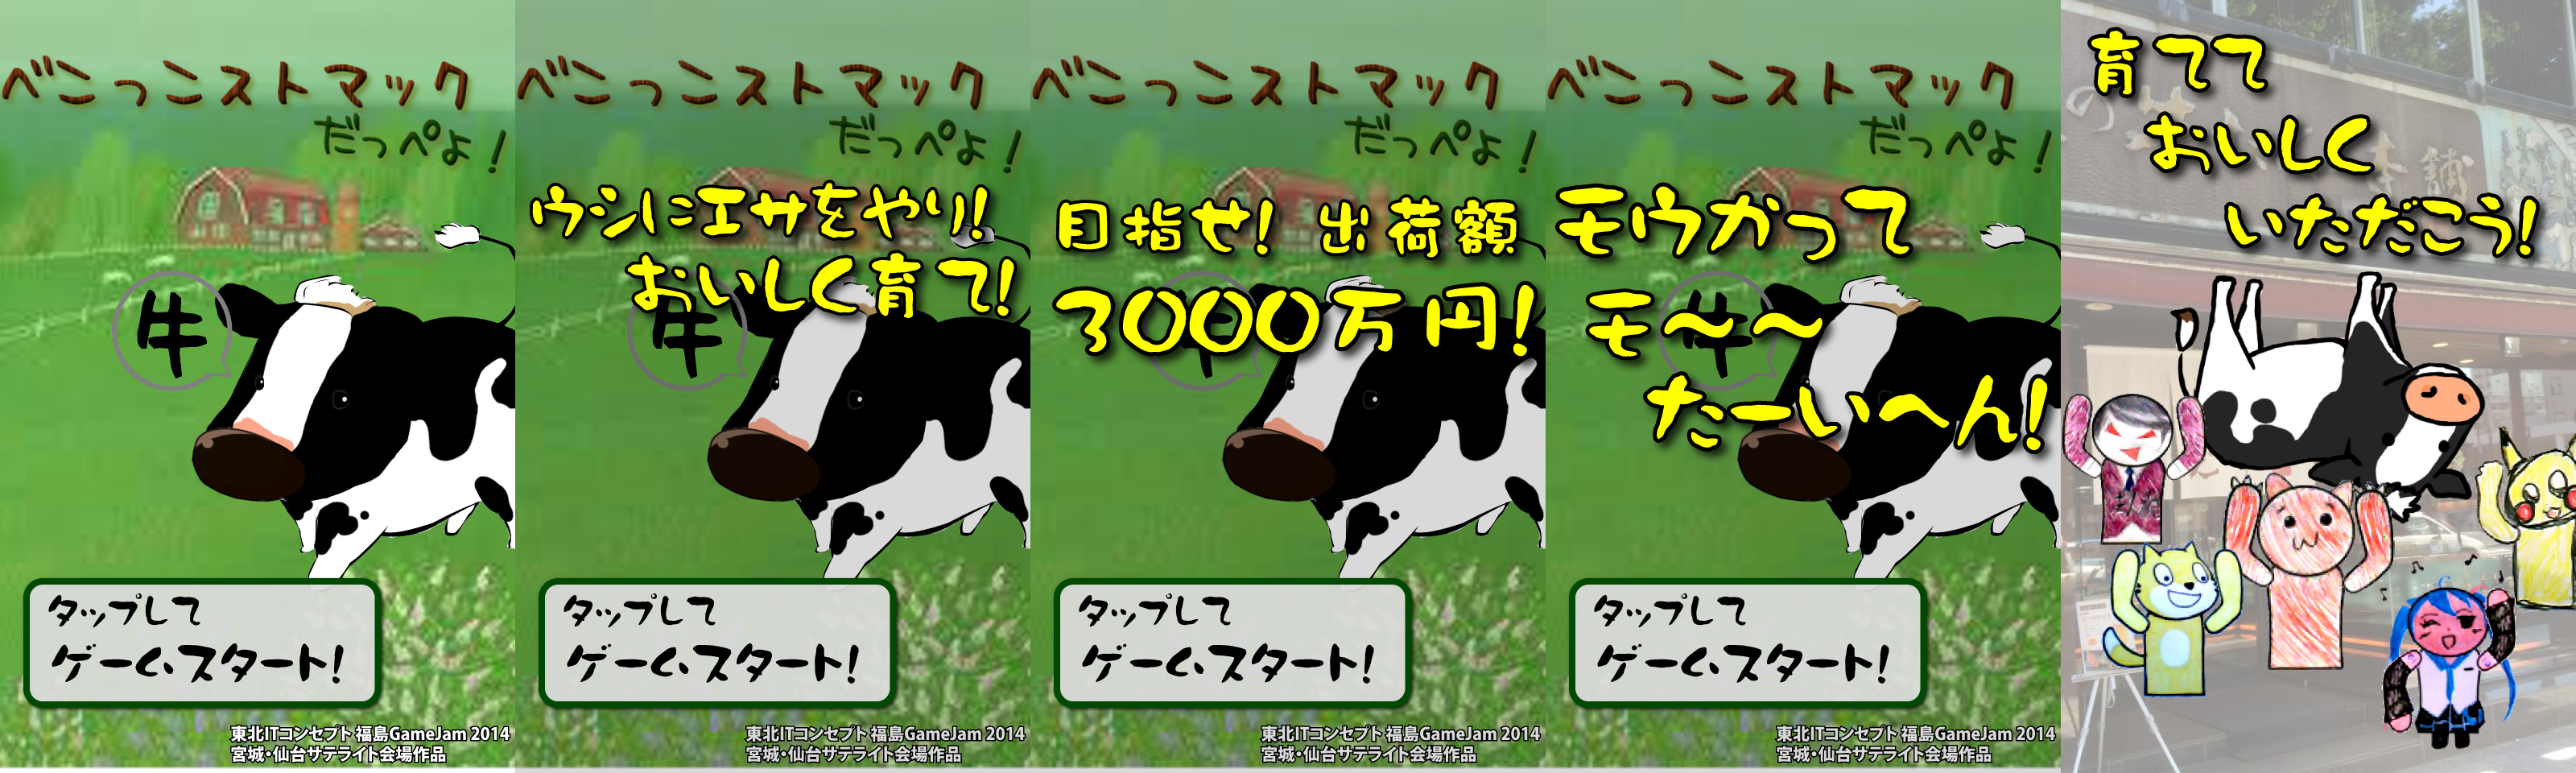 べこっこストマック
だっぺよ!
牛
タップして
ゲームスタート!
東北ITコンセプト 福島GameJam 2014
宮城・仙台サテライト会場作品
べこっこストマック
だっぺよ!
ウシにエサをやり!
おいしく育て!
牛
タップして
ゲームスタート!
東北ITコンセプト 福島GameJam 2014
宮城・仙台サテライト会場作品
べこっこストマック
だっぺよ!
目指せ! 出荷額
3000万円!
タップして
ゲームスタート!
東北ITコンセプト 福島GameJam 2014
宮城・仙台サテライト会場作品
べこっこストマック
だっぺよ!
モウかって
モ〜〜
たーいへん!
牛
タップして
ゲームスタート!
東北ITコンセプト 福島GameJam 2014
宮城・仙台サテライト会場作品
育てて
おいしく
いただこう!